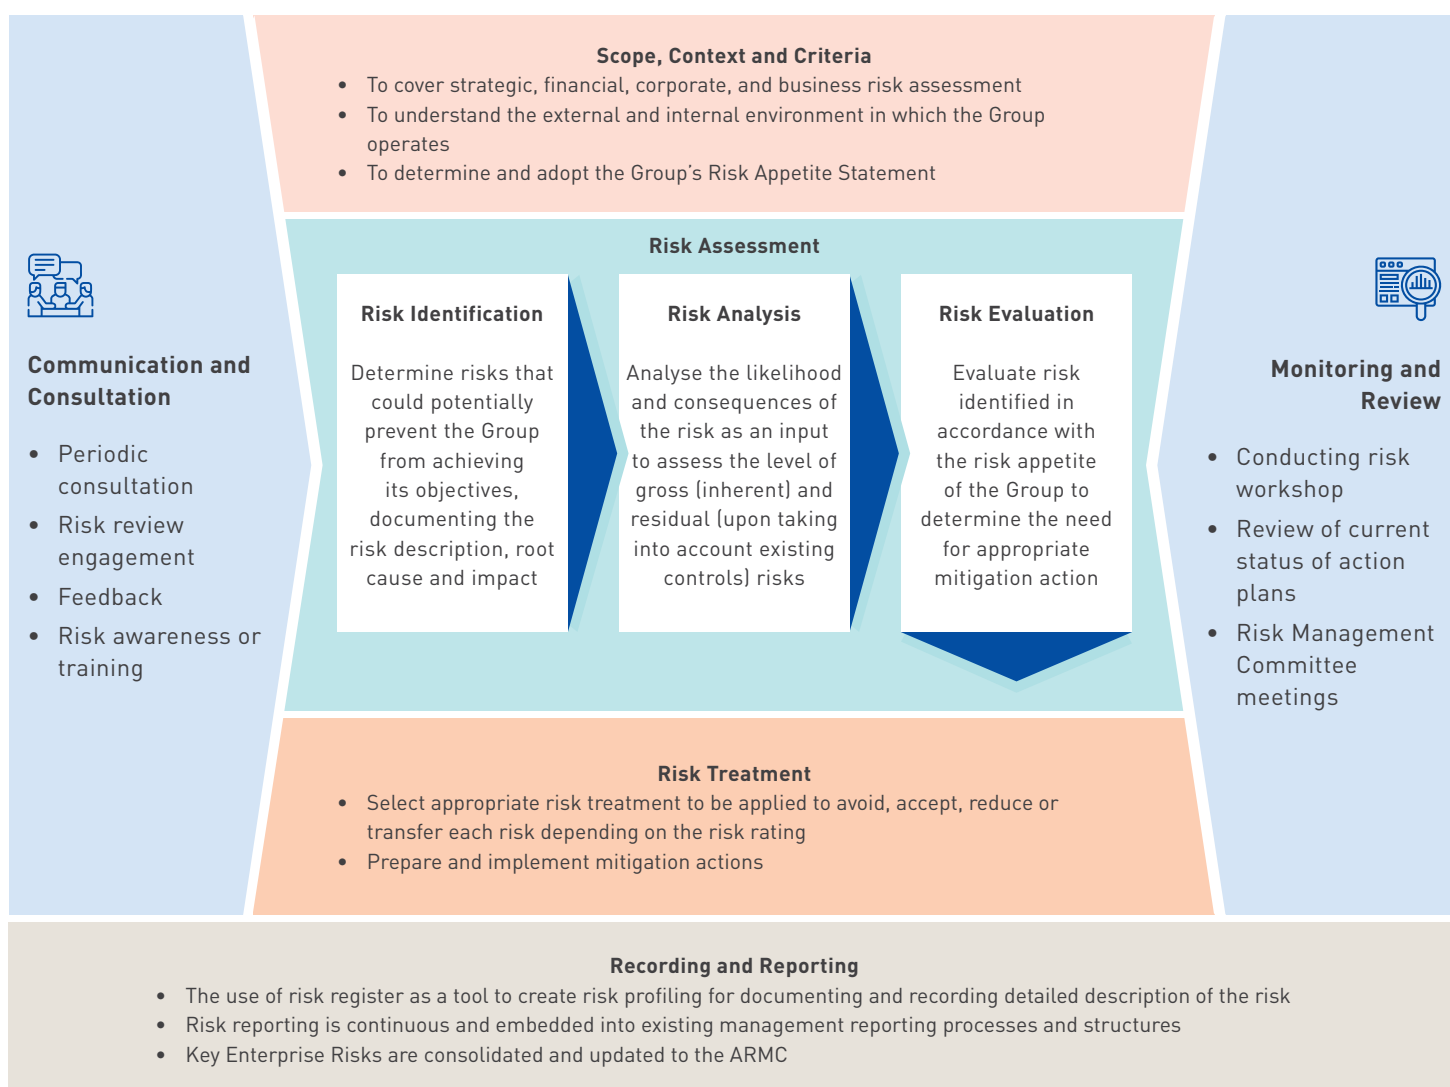 Scope, Context and Criteria
• To cover strategic, financial, corporate, and business risk assessment
• To understand the external and internal environment in which the Group
operates
• To determine and adopt the Group's Risk Appetite Statement
Communication and
Consultation
• Periodic
consultation
• Risk review
engagement
• Feedback
• Risk awareness or
training
Risk Assessment
Risk Identification
Determine risks that
could potentially
prevent the Group
from achieving
its objectives,
documenting the
risk description, root
cause and impact
Risk Analysis
Analyse the likelihood
and consequences of
the risk as an input
to assess the level of
gross (inherent) and
residual (upon taking
into account existing
controls) risks
Risk Evaluation
Evaluate risk
identified in
accordance with
the risk appetite
of the Group to
determine the need
for appropriate
mitigation action
Monitoring and
Review
• Conducting risk
workshop
• Review of current
status of action
plans
• Risk Management
Committee
meetings
Risk Treatment
• Select appropriate risk treatment to be applied to avoid, accept, reduce or
transfer each risk depending on the risk rating
• Prepare and implement mitigation actions
Recording and Reporting
• The use of risk register as a tool to create risk profiling for documenting and recording detailed description of the risk
• Risk reporting is continuous and embedded into existing management reporting processes and structures
• Key Enterprise Risks are consolidated and updated to the ARMC